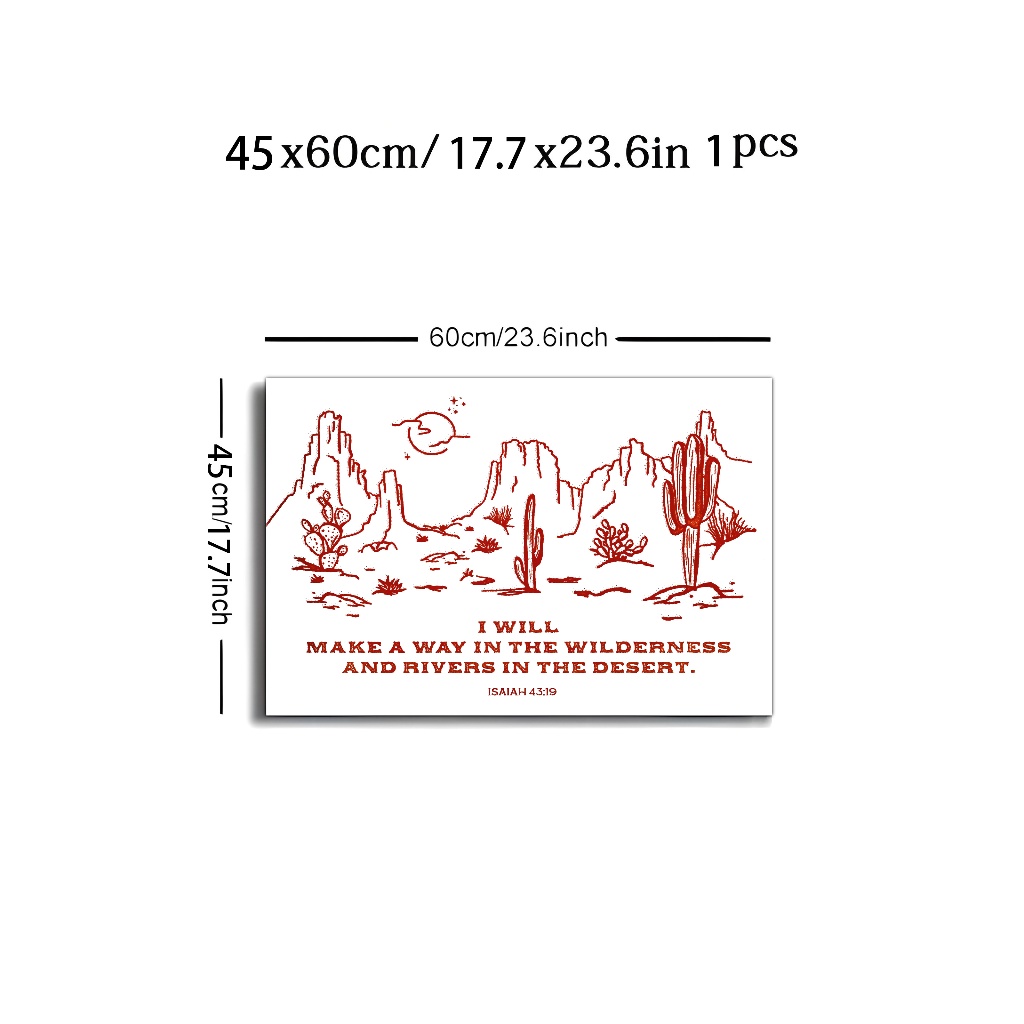 45x60cm/ 17.7x23.6in 1pcs
60cm/23.6inch
45cm/17.7inch
I WILL
MAKE A WAY IN THE WILDERNESS
AND RIVERS IN THE DESERT.
ISAIAH 43:19